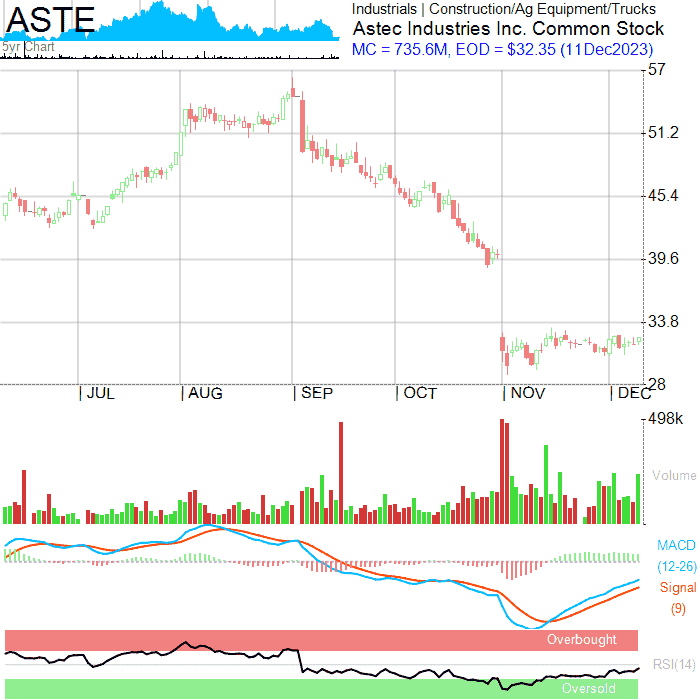 ASTE
5yr Chart
Industrials | Construction/Ag Equipment/Trucks
Astec Industries Inc. Common Stock
MC = 735.6M, EOD = $32.35 (11Dec2023)
57
51.2
45.4
39.6
33.8
28
JUL
AUG
SEP
OCT
NOV
DEC
498k
Volume
MACD
(12-26)
Signal
(9)
Overbought
RSI(14)
Oversold